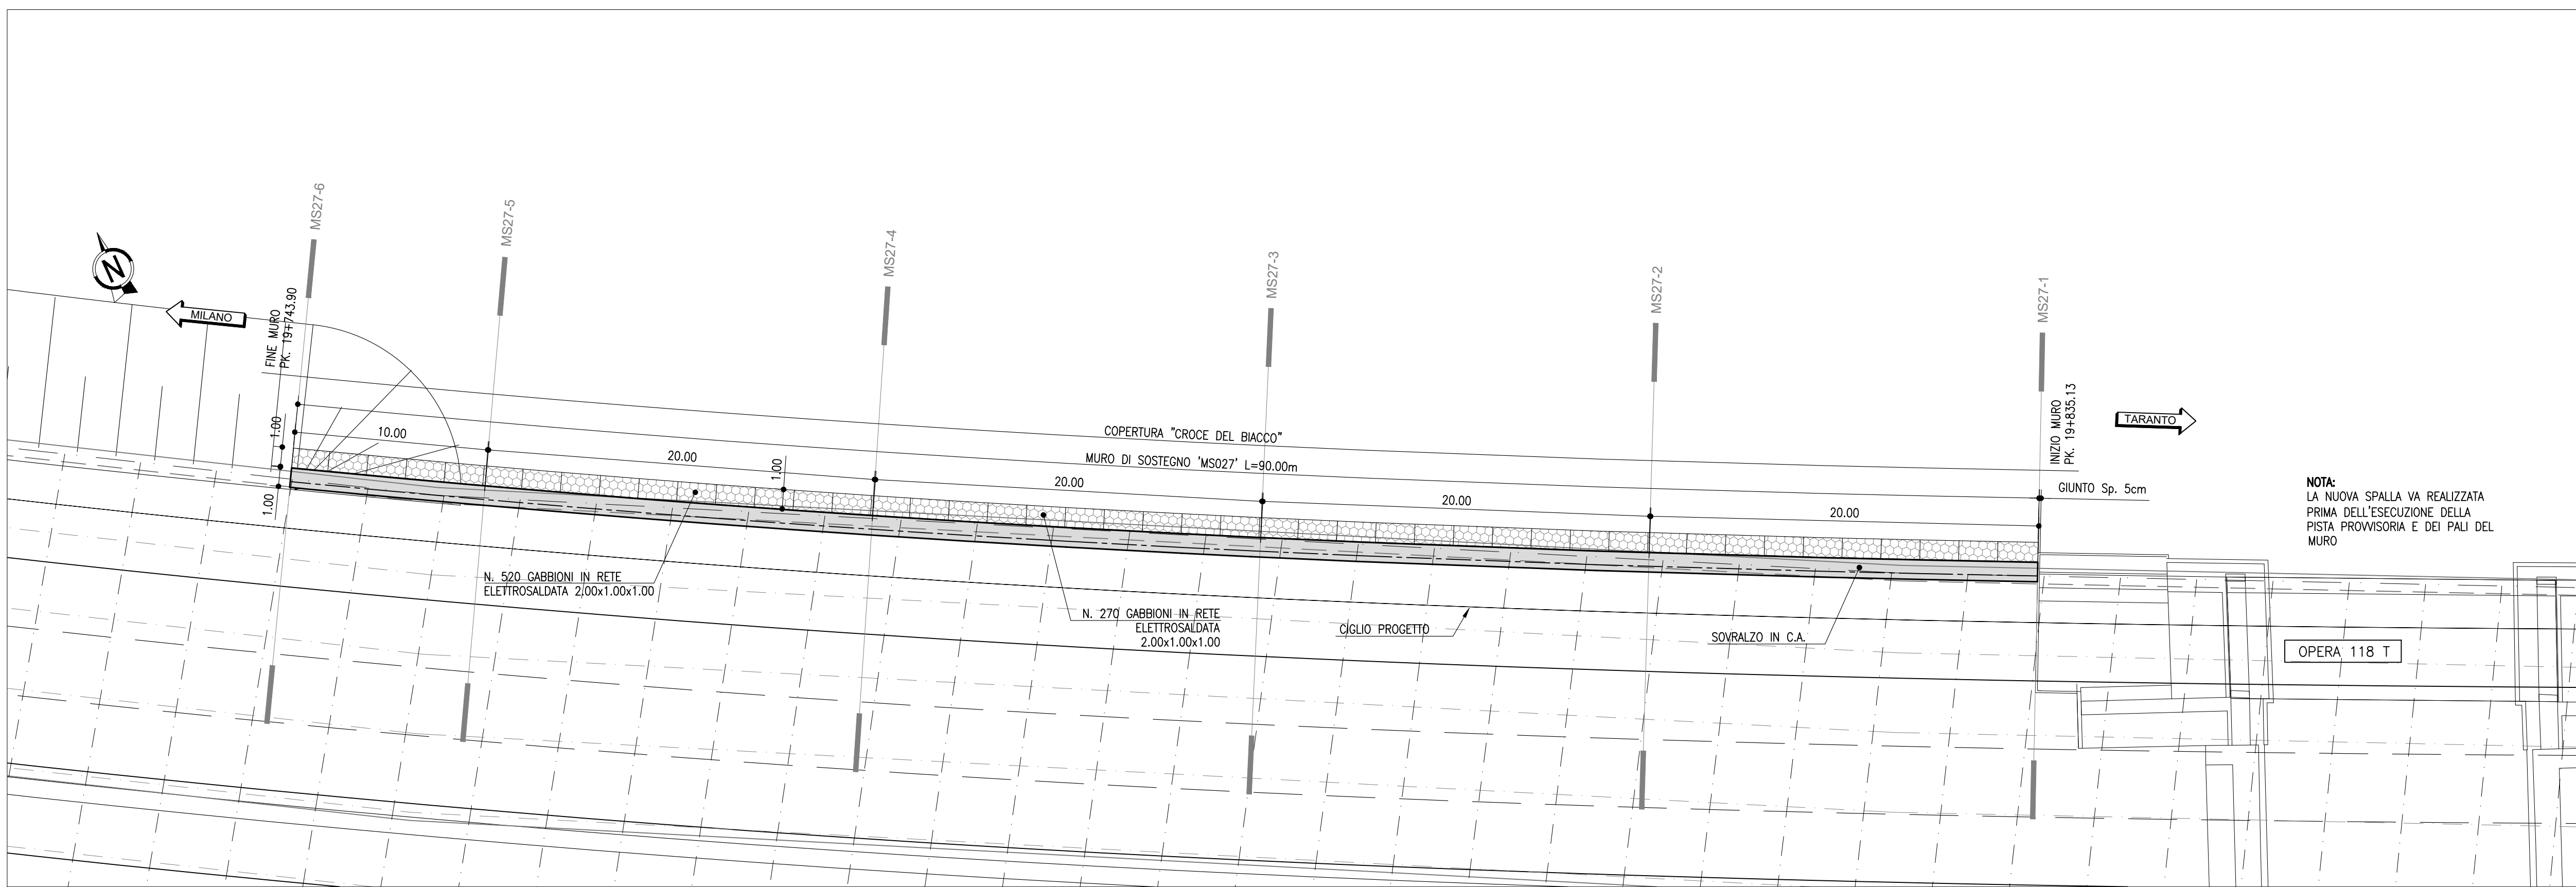 MS27-6
MS27-5
MS27-4
MS27-3
MS27-2
MS27-1
N
MILANO
FINE MURO
PK. 19+743.90
INIZIO MURO
PK. 19+835.13
TARANTO
1.00
10.00
COPERTURA "CROCE DEL BIACCO"
20.00
MURO DI SOSTEGNO 'MS027' L=90.00m
1.00
20.00
20.00
20.00
GIUNTO Sp. 5cm
1.00
NOTA:
LA NUOVA SPALLA VA REALIZZATA
PRIMA DELL'ESECUZIONE DELLA
PISTA PROVVISORIA E DEI PALI DEL
MURO
N. 520 GABBIONI IN RETE
ELETTROSALDATA 2.00x1.00x1.00
N. 270 GABBIONI IN RETE
ELETTROSALDATA
2.00x1.00x1.00
CIGLIO PROGETTO
SOVRALZO IN C.A.
OPERA 118 T